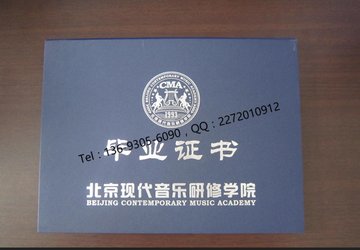 CMA
1993
Tel：136-9305-6090，QQ：2272010912
毕业证书
北京现代音乐研修学院
BEIJING CONTEMPORARY MUSIC ACADEMY